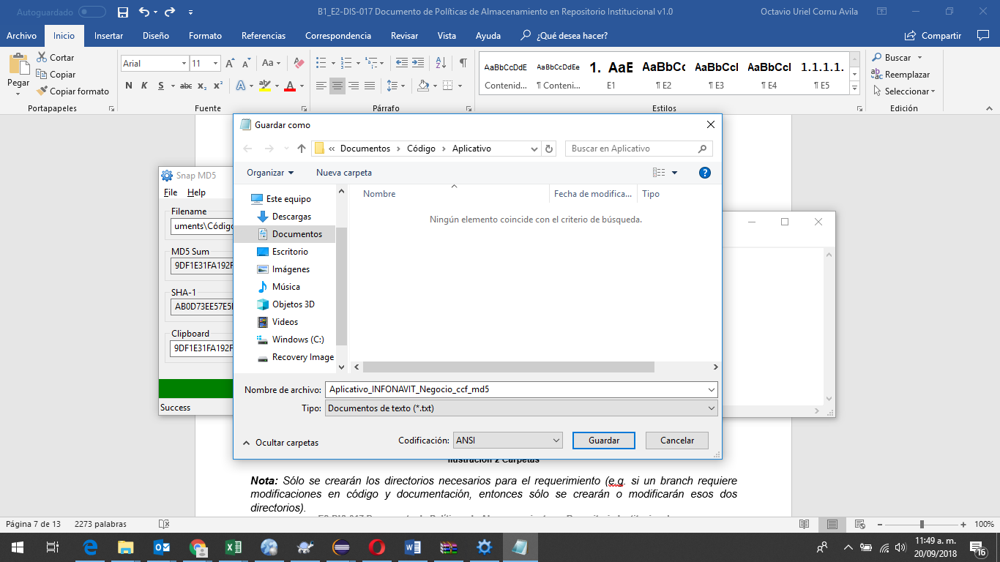 Autoguardado
B1_E2-DIS-017 Documento de Políticas de Almacenamiento en Repositorio Institucional v1.0
Octavio Uriel Cornu Avila
Archivo Inicio Insertar Diseño Formato Referencias Correspondencia Revisar Vista Ayuda ¿Qué desea hacer? Compartir
Pegar
Cortar
Copiar
Copiar formato
Portapapeles
Arial 11
N K S abc x₂ x²
Fuente
Párrafo
AaBbCcDdE AaBbCcDdEe 1. AaE AaBbCc AaBbCcl AaBbCcl 1.1.1.1.
Contenid... ¶ Conteni... E1 ¶ E2 ¶ E3 ¶ E4 ¶ E5
Estilos
Buscar
Reemplazar
Seleccionar
Edición
Snap MD5
File Help
Filename
uments\Código
MD5 Sum
9DF1E31FA192F
SHA-1
AB0D73EE57E5
Clipboard
9DF1E31FA192F
Success
Guardar como
« Documentos › Código › Aplicativo
Buscar en Aplicativo
Organizar Nueva carpeta
Este equipo
Descargas
Documentos
Escritorio
Imágenes
Música
Objetos 3D
Videos
Windows (C:)
Recovery Image
Nombre Fecha de modifica... Tipo
Ningún elemento coincide con el criterio de búsqueda.
Nombre de archivo: Aplicativo_INFONAVIT_Negocio_ccf_md5
Tipo: Documentos de texto (*.txt)
Ocultar carpetas
Codificación: ANSI
Guardar
Cancelar
Ilustración 2 Carpetas
Nota: Sólo se crearán los directorios necesarios para el requerimiento (e.g. si un branch requiere
modificaciones en código y documentación, entonces sólo se crearán o modificarán esos dos
directorios).
Página 7 de 13 2273 palabras
100%
11:49 a. m.
20/09/2018
16